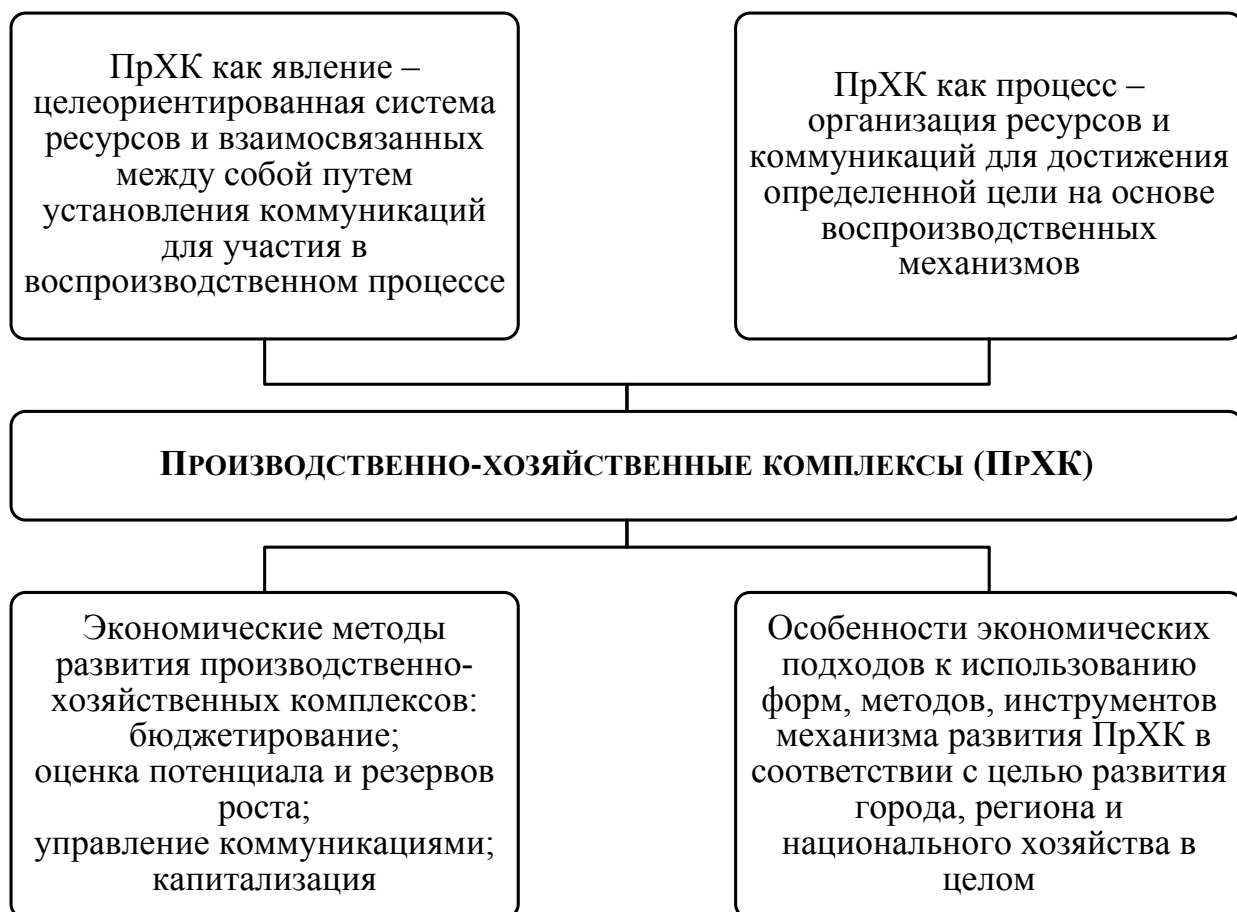 ПрХК как явление –
целеориентированная система
ресурсов и взаимосвязанных
между собой путем
установления коммуникаций
для участия в
воспроизводственном процессе
ПрХК как процесс –
организация ресурсов и
коммуникаций для достижения
определенной цели на основе
воспроизводственных
механизмов
ПРОИЗВОДСТВЕННО-ХОЗЯЙСТВЕННЫЕ КОМПЛЕКСЫ (ПРХК)
Экономические методы
развития производственно-
хозяйственных комплексов:
бюджетирование;
оценка потенциала и резервов
роста;
управление коммуникациями;
капитализация
Особенности экономических
подходов к использованию
форм, методов, инструментов
механизма развития ПрХК в
соответствии с целью развития
города, региона и
национального хозяйства в
целом